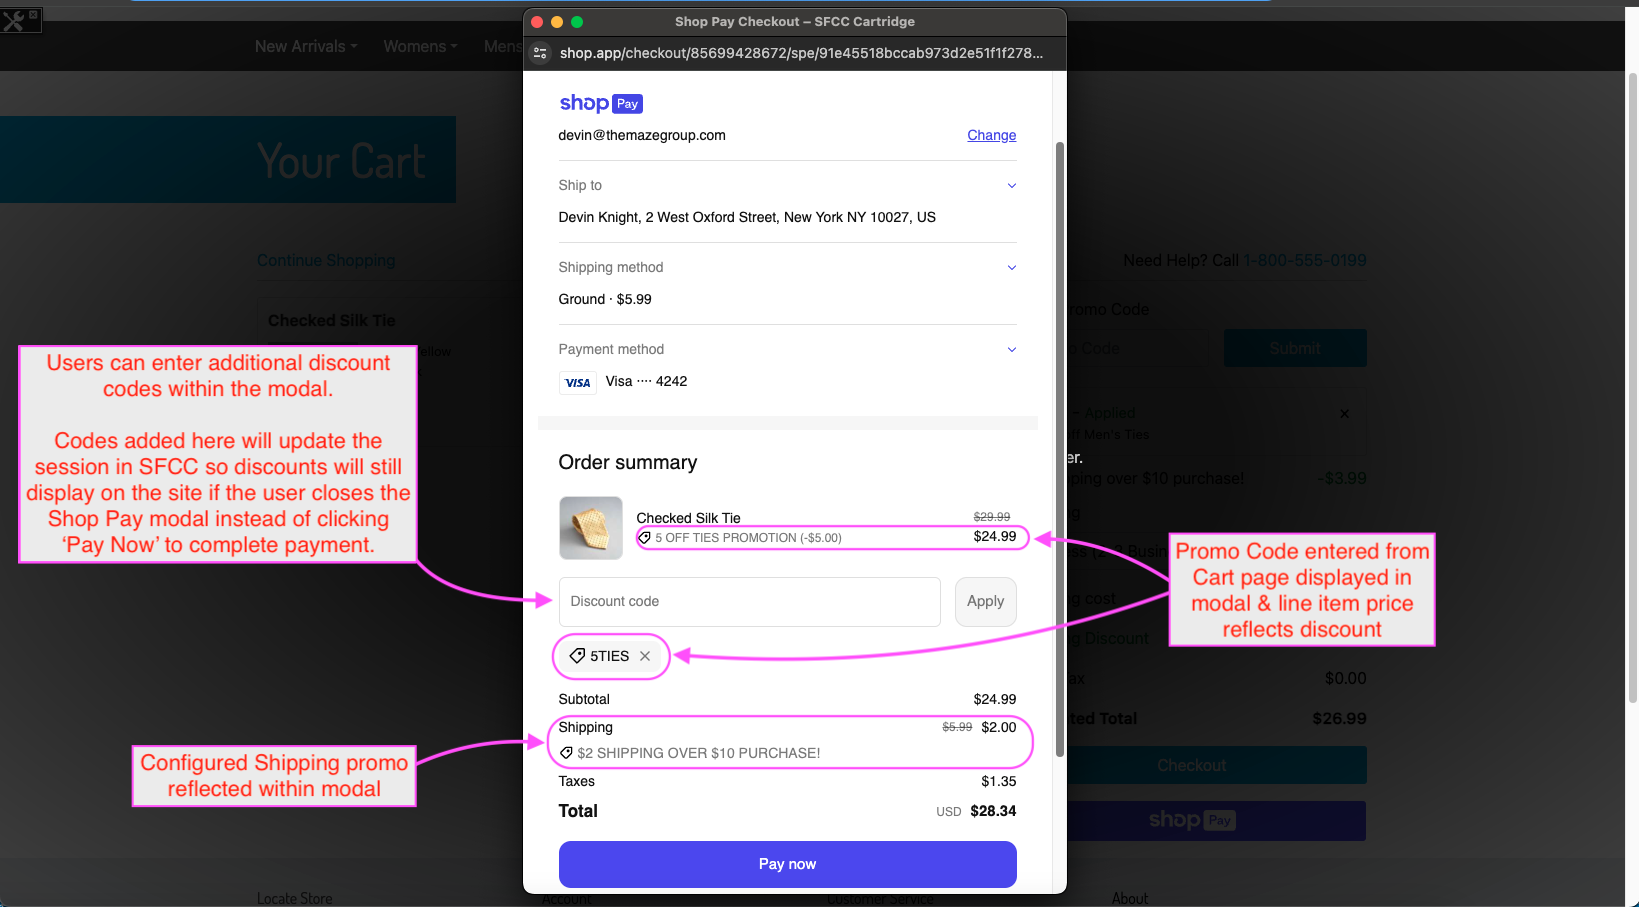 Shop Pay Checkout – SFCC Cartridge
shop.app/checkout/85699428672/spe/91e45518bccab973d2e51f1f278...
New Arrivals
Womens
Mens
Your Cart
Continue Shopping
Need Help? Call 1-800-555-0199
Checked Silk Tie
Submit
– Applied
Men's Ties
er.
over $10 purchase!
-$3.99
Discount
$0.00
Total
$26.99
Checkout
shop Pay
Locate Store
Account
Customer Service
About
shop Pay
devin@themazegroup.com
Change
Ship to
Devin Knight, 2 West Oxford Street, New York NY 10027, US
Shipping method
Ground · $5.99
Payment method
VISA Visa ···· 4242
Order summary
Checked Silk Tie
$29.99
5 OFF TIES PROMOTION (-$5.00)
$24.99
Discount code
Apply
5TIES
Subtotal
$24.99
Shipping
$5.99 $2.00
$2 SHIPPING OVER $10 PURCHASE!
Taxes
$1.35
Total
USD $28.34
Pay now
Users can enter additional discount
codes within the modal.
Codes added here will update the
session in SFCC so discounts will still
display on the site if the user closes the
Shop Pay modal instead of clicking
‘Pay Now’ to complete payment.
Promo Code entered from
Cart page displayed in
modal & line item price
reflects discount
Configured Shipping promo
reflected within modal